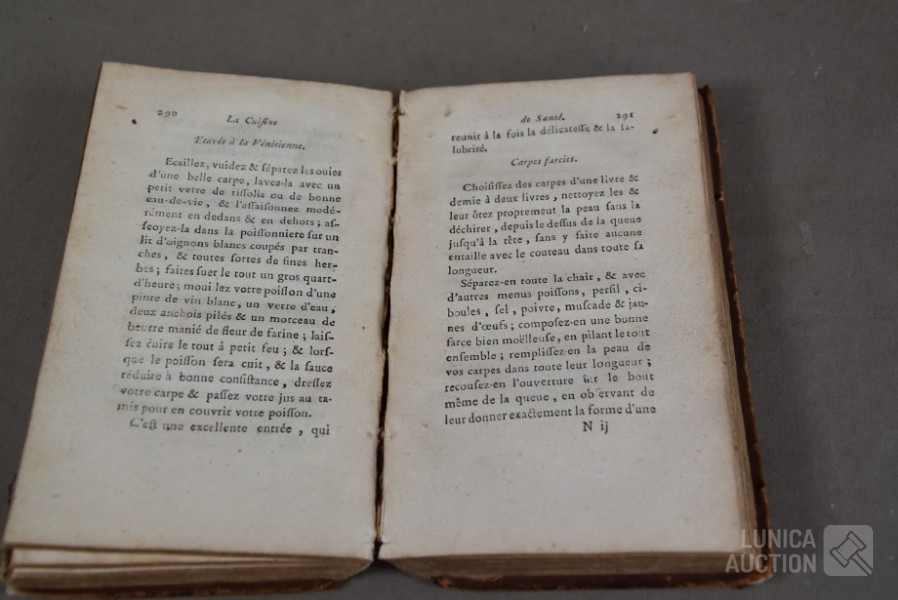 290
La Cuisine
Etuvée à la Vénitienne.
Ecaillez, vuidez & séparez les ouies
d'une belle carpe, lavez-la avec un
petit verre de rissolis ou de bonne
eau-de-vie, & l'assaisonnez modé-
rément en dedans & en dehors; as-
seoyez-la dans la poissonniere sur un
lit d'oignons blancs coupés par tran-
ches, & toutes sortes de fines her-
bes; faites suer le tout un gros quart-
d'heure; moui lez votre poisson d'une
pinte de vin blanc, un verre d'eau,
deux anchois pilés & un morceau de
beurre manié de fleur de farine; lais-
sez cuire le tout à petit feu; & lors-
que le poisson sera cuit, & la sauce
réduite à bonne consistance, dressez
votre carpe & passez votre jus au ta-
mis pour en couvrir votre poisson.
C'est une excellente entrée, qui
de Santé.
291
reunit à la fois la délicatesse & la sa-
lubrité.
Carpes farcies.
Choisissez des carpes d'une livre &
demie à deux livres, nettoyez les &
leur ôtez proprement la peau sans la
déchirer, depuis le dessus de la queue
jusqu'à la tête, sans y faire aucune
entaille avec le couteau dans toute sa
longueur.
Séparez-en toute la chair, & avec
d'autres menus poissons, persil, ci-
boules, sel, poivre, muscade & jau-
nes d'œufs; composez-en une bonne
farce bien moëlleuse, en pilant le tout
ensemble; remplissez-en la peau de
vos carpes dans toute leur longueur;
recousez-en l'ouverture sur le bout
même de la queue, en observant de
leur donner exactement la forme d'une
N ij
LUNICA
AUCTION